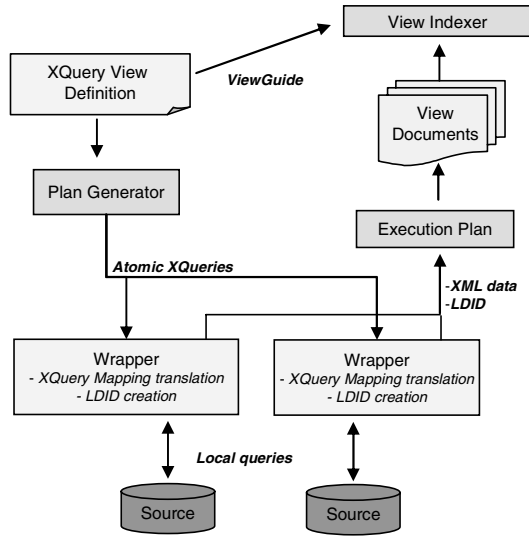 View Indexer
XQuery View
Definition
ViewGuide
View
Documents
Plan Generator
Execution Plan
Atomic XQueries
-XML data
-LDID
Wrapper
- XQuery Mapping translation
- LDID creation
Wrapper
- XQuery Mapping translation
- LDID creation
Local queries
Source
Source